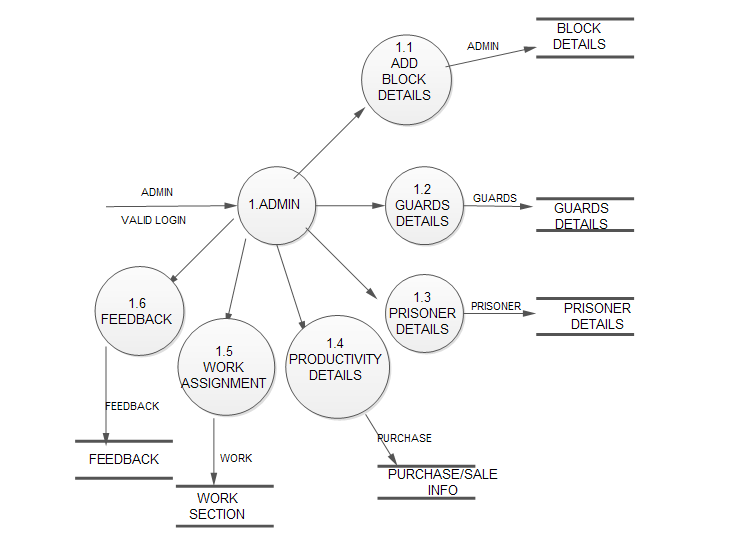 1.1
ADD
BLOCK
DETAILS
ADMIN
BLOCK
DETAILS
ADMIN
VALID LOGIN
1.ADMIN
1.2
GUARDS
DETAILS
GUARDS
GUARDS
DETAILS
1.3
PRISONER
DETAILS
PRISONER
PRISONER
DETAILS
1.6
FEEDBACK
1.5
WORK
ASSIGNMENT
1.4
PRODUCTIVITY
DETAILS
FEEDBACK
FEEDBACK
WORK
WORK
SECTION
PURCHASE
PURCHASE/SALE
INFO